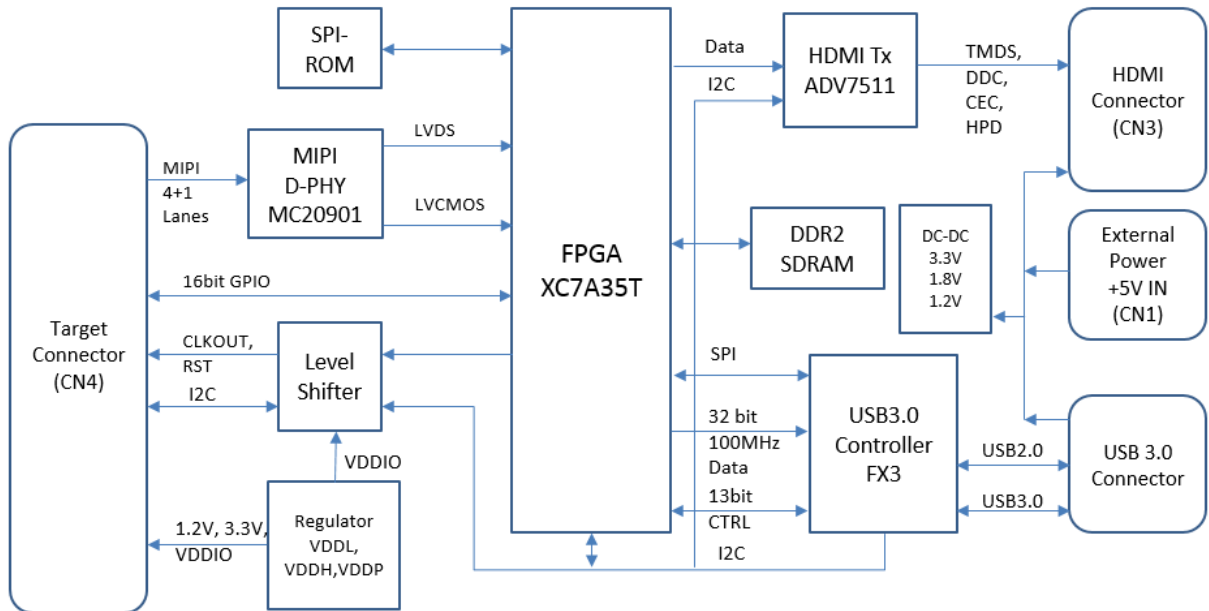 SPI-
ROM
Data
I2C
HDMI Tx
ADV7511
TMDS,
DDC,
CEC,
HPD
HDMI
Connector
(CN3)
MIPI
4+1
Lanes
MIPI
D-PHY
MC20901
LVDS
LVCMOS
FPGA
XC7A35T
DDR2
SDRAM
DC-DC
3.3V
1.8V
1.2V
External
Power
+5V IN
(CN1)
16bit GPIO
Target
Connector
(CN4)
CLKOUT,
RST
I2C
Level
Shifter
VDDIO
1.2V, 3.3V,
VDDIO
Regulator
VDDL,
VDDH,VDDP
SPI
32 bit
100MHz
Data
13bit
CTRL
I2C
USB3.0
Controller
FX3
USB2.0
USB3.0
USB 3.0
Connector